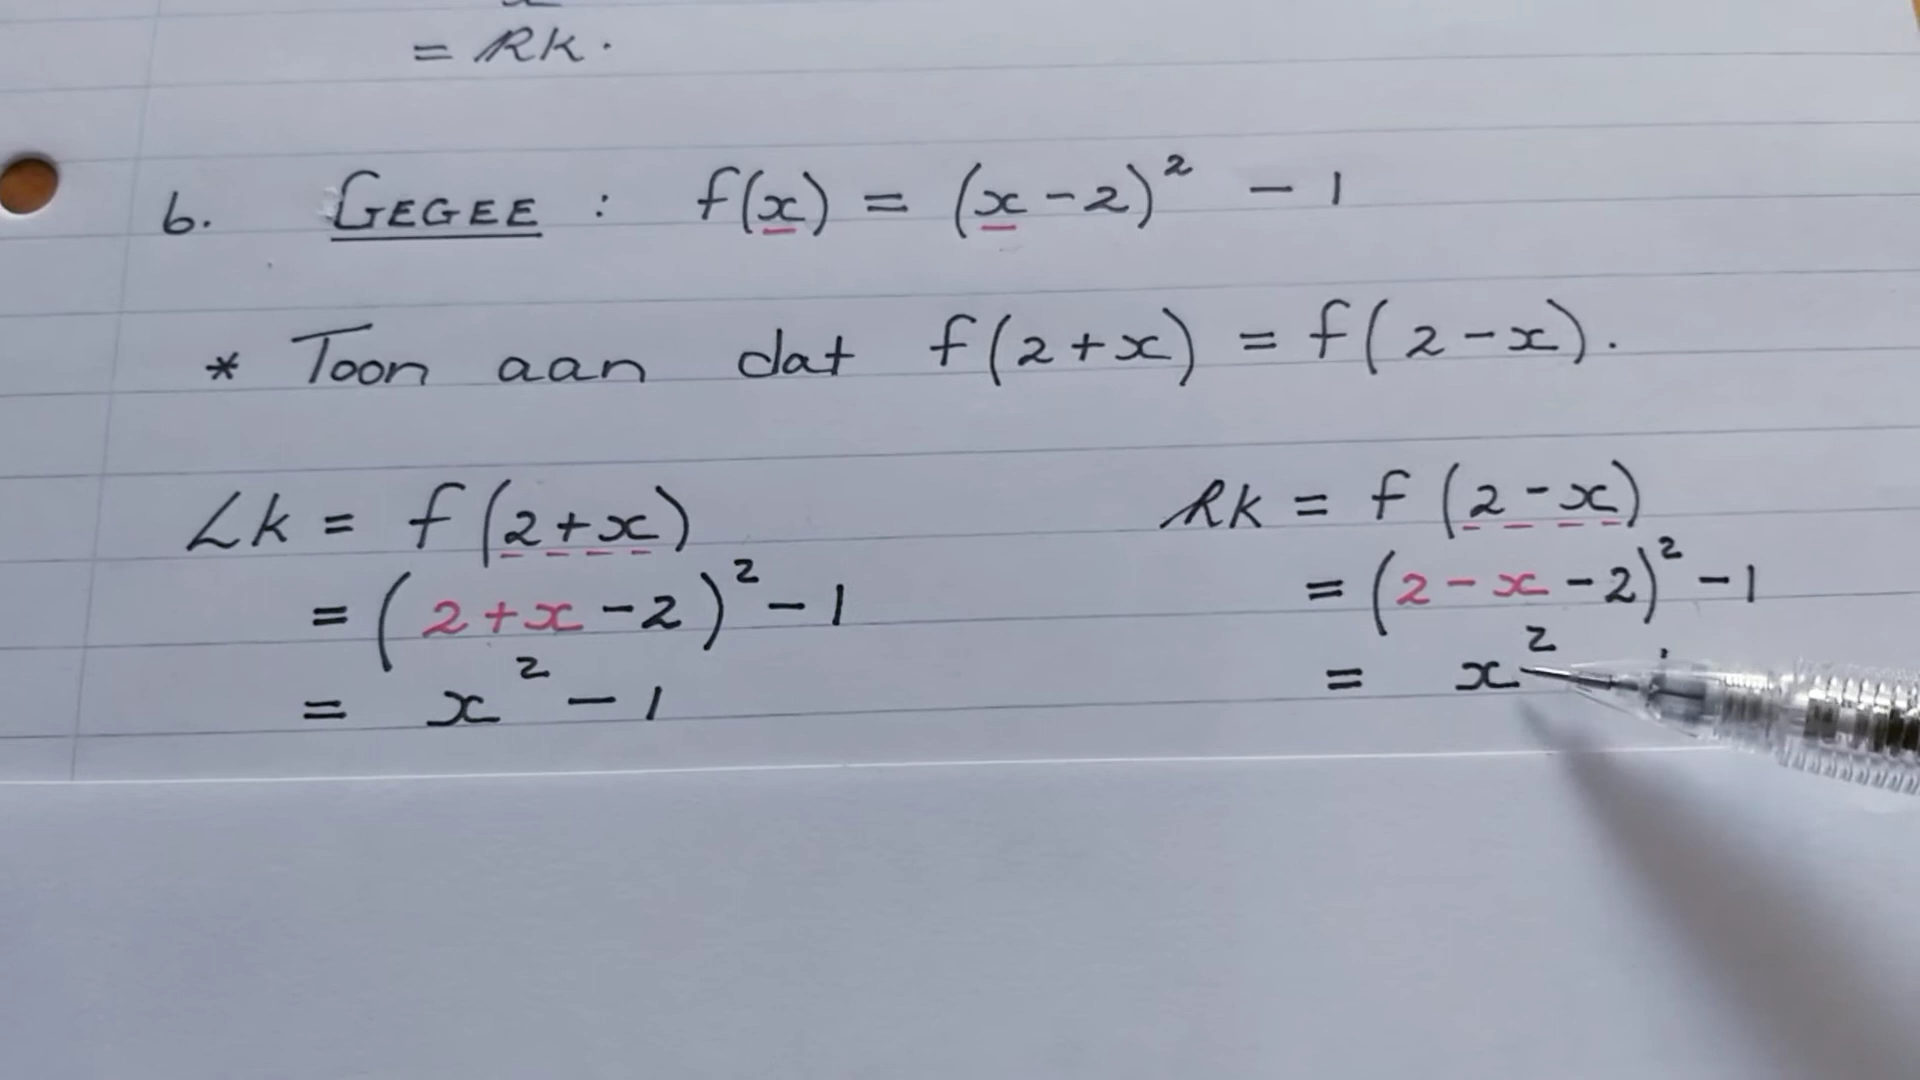 = RK.
6. GEGEE : f(x) = (x-2)² - 1
* Toon aan dat f(2+x) = f(2-x).
LK = f(2+x)
= (2+x-2)² - 1
= x² - 1
RK = f(2-x)
= (2-x-2)² - 1
= x²